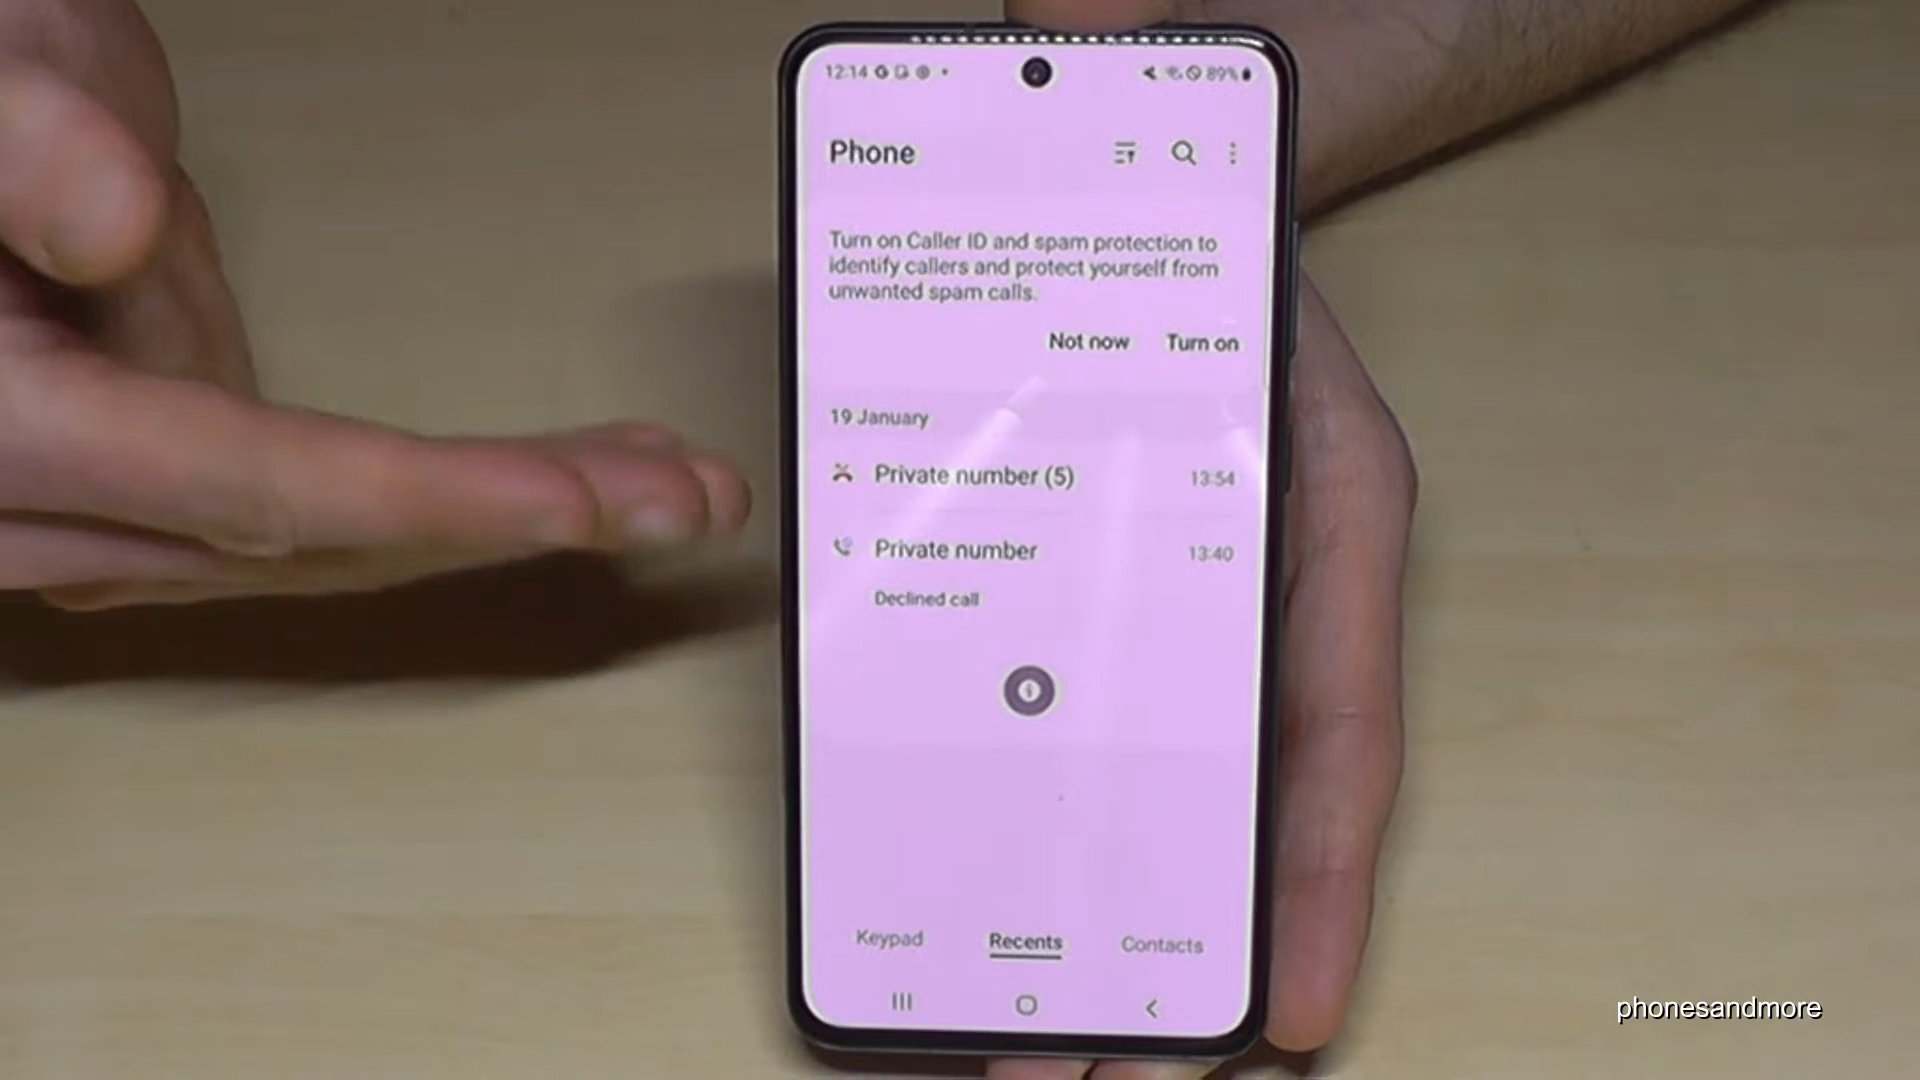 12:14
89%
Phone
Turn on Caller ID and spam protection to
identify callers and protect yourself from
unwanted spam calls.
Not now Turn on
19 January
Private number (5) 13:54
Private number 13:40
Declined call
Keypad Recents Contacts
phonesandmore